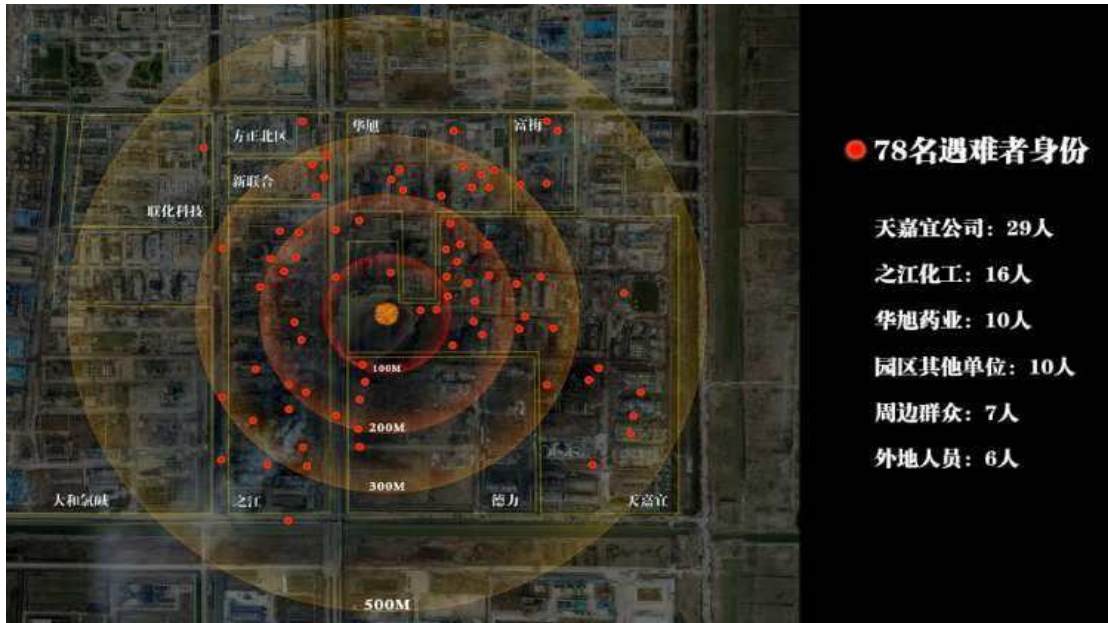 方正北区
华旭
富梅
新联合
联化科技
100M
200M
300M
大和氯碱
之江
德力
天嘉宜
500M
78名遇难者身份
天嘉宜公司：29人
之江化工：16人
华旭药业：10人
园区其他单位：10人
周边群众：7人
外地人员：6人